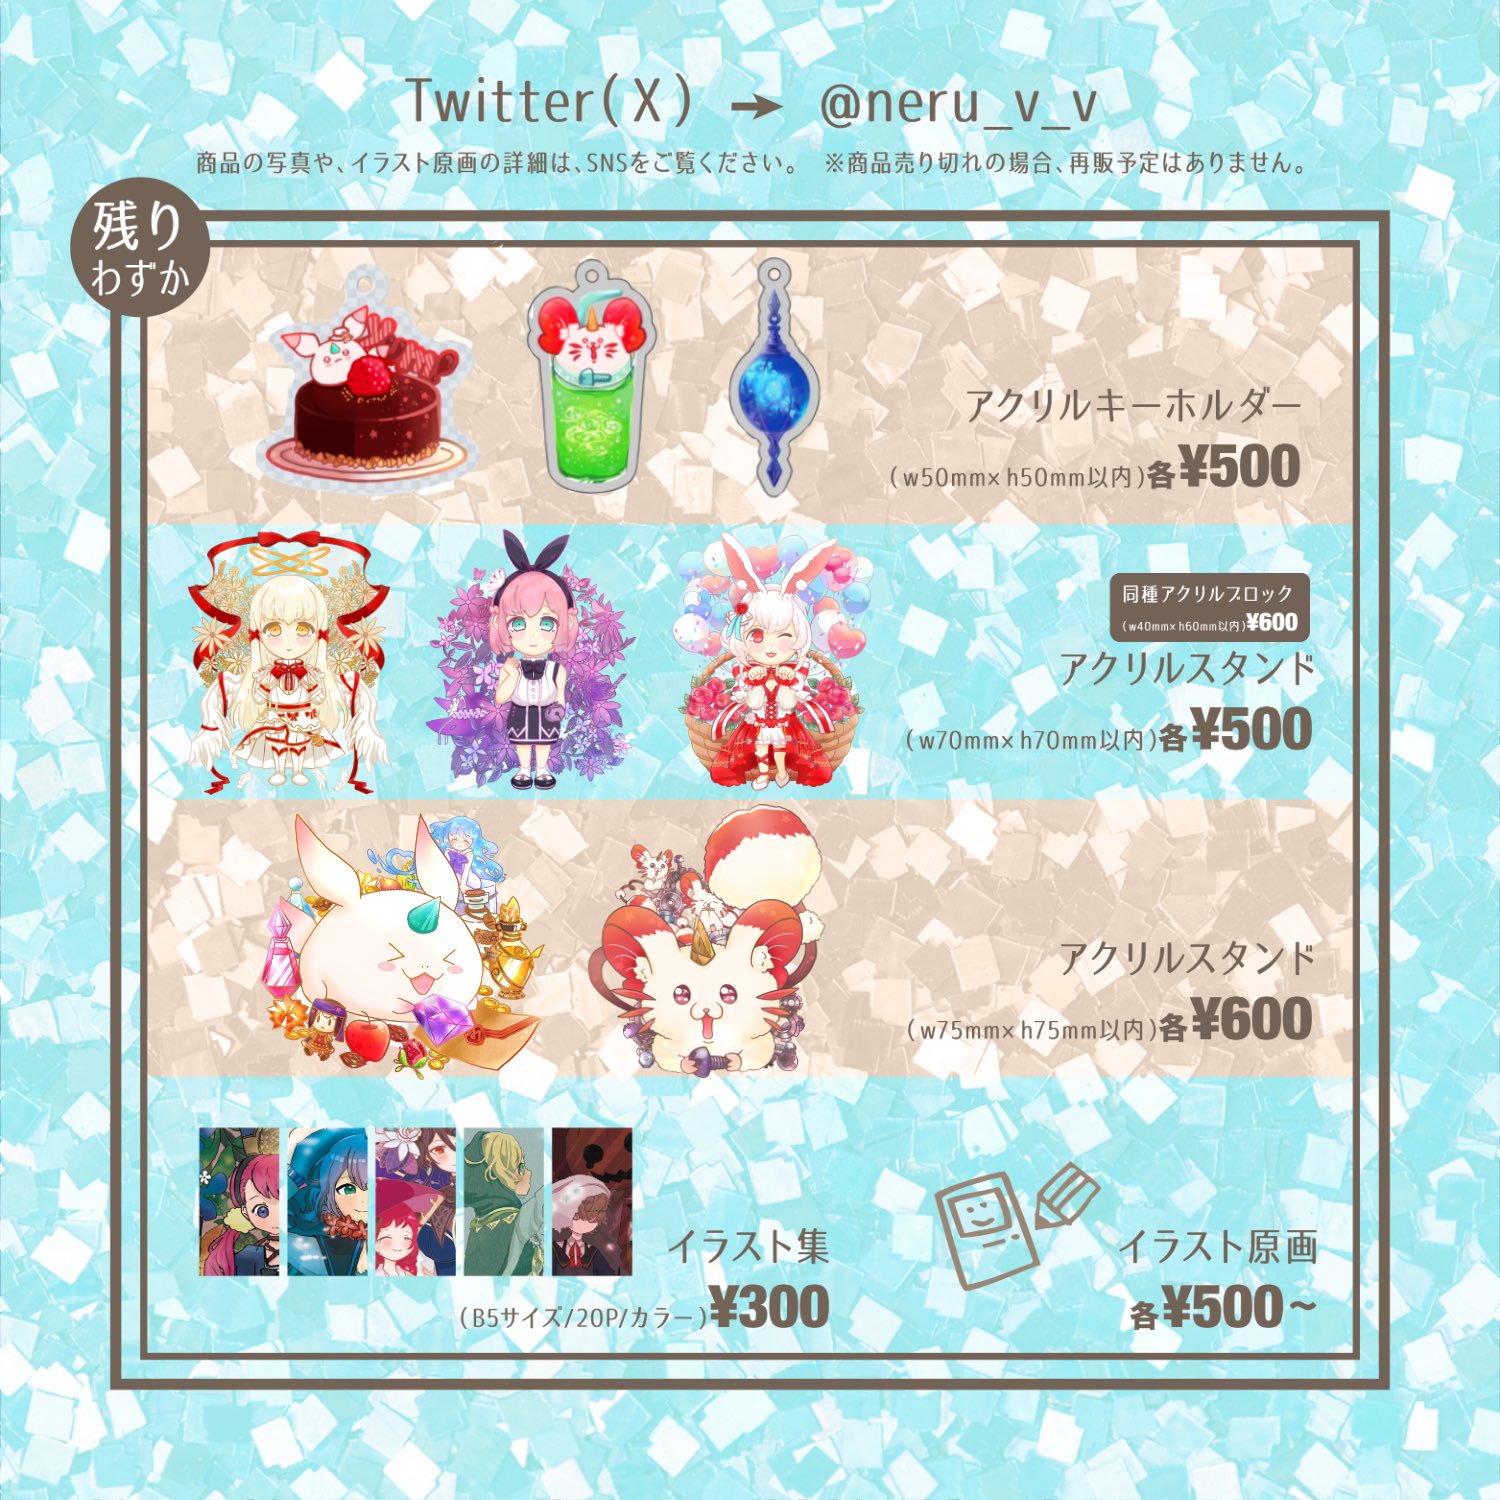 Twitter(X) → @neru_v_v
商品の写真や、イラスト原画の詳細は、SNSをご覧ください。 ※商品売り切れの場合、再販予定はありません。
残り
わずか
アクリルキーホルダー
(w50mm×h50mm以内)各¥500
同種アクリルブロック
(w40mm×h60mm以内)¥600
アクリルスタンド
(w70mm×h70mm以内)各¥500
アクリルスタンド
(w75mm×h75mm以内)各¥600
イラスト集
(B5サイズ/20P/カラー)¥300
イラスト原画
各¥500~